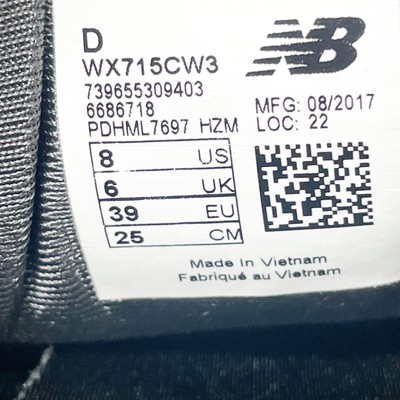 D
NB
WX715CW3
739655309403
6686718
MFG: 08/2017
PDHML7697 HZM
LOC: 22
8 US
6 UK
39 EU
25 CM
Made in Vietnam
Fabriqué au Vietnam